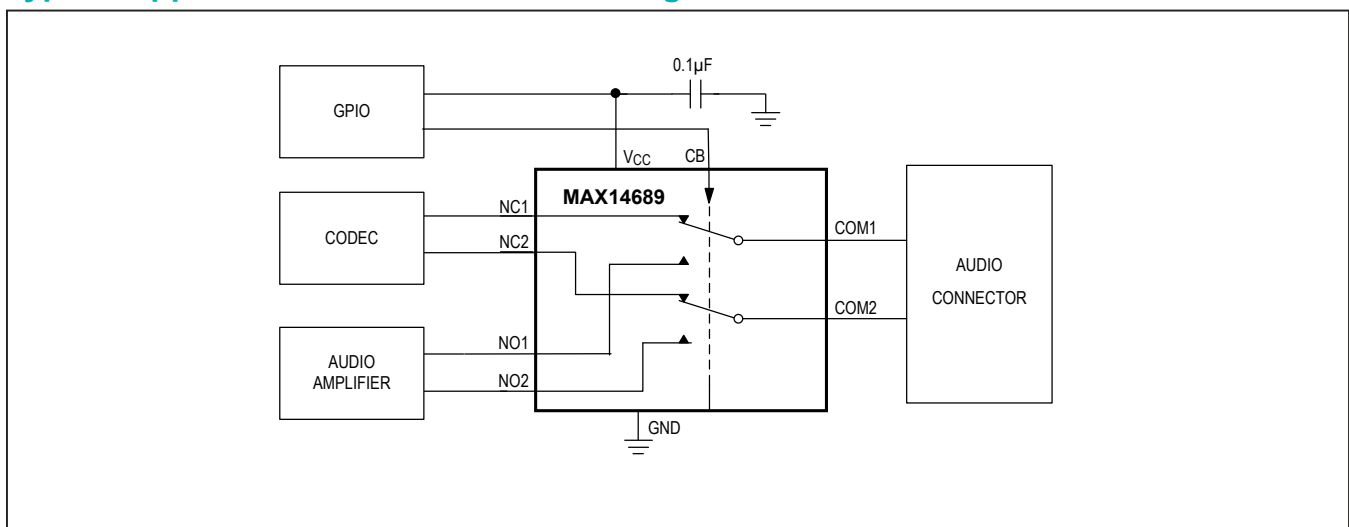 0.1µF
GPIO
VCC
CB
MAX14689
NC1
CODEC
NC2
COM1
AUDIO
CONNECTOR
COM2
NO1
AUDIO
AMPLIFIER
NO2
GND